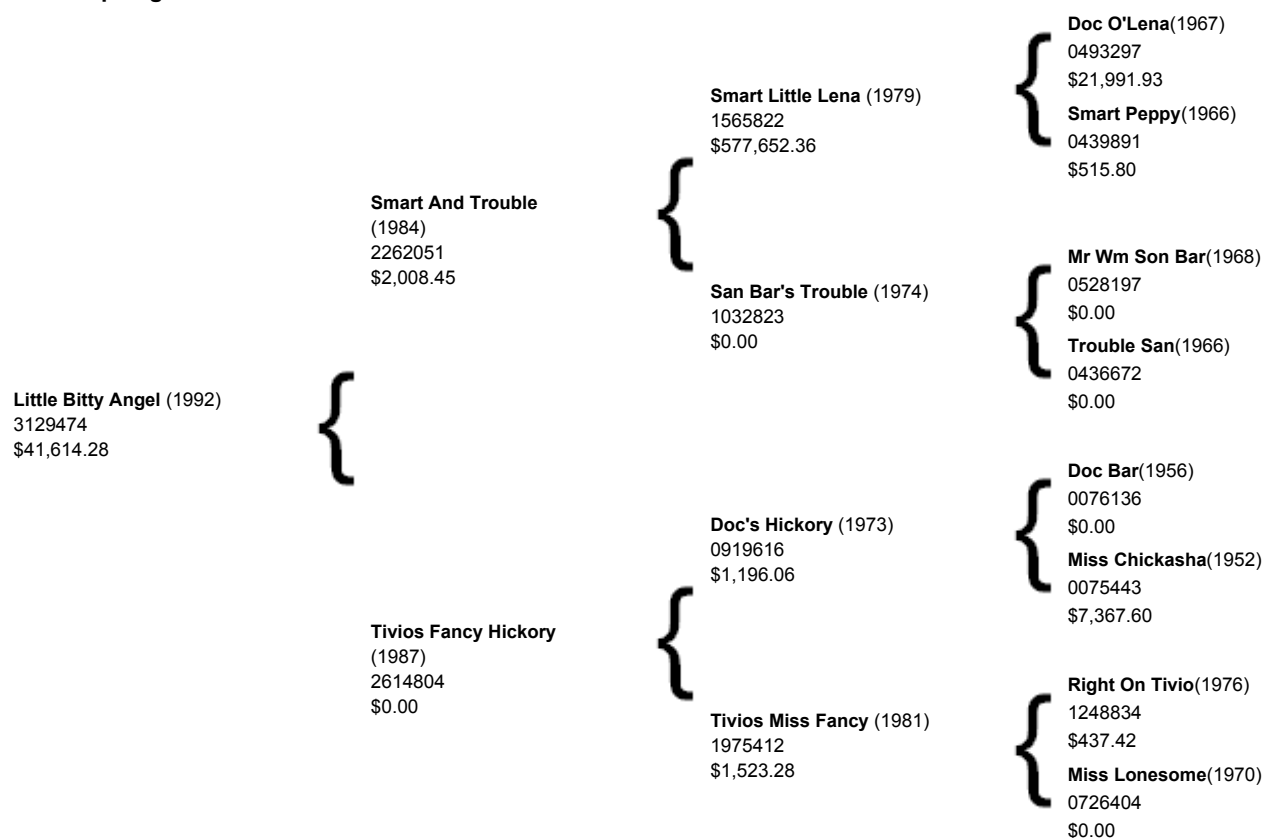 Little Bitty Angel (1992)
3129474
$41,614.28
Smart And Trouble
(1984)
2262051
$2,008.45
Tivios Fancy Hickory
(1987)
2614804
$0.00
Smart Little Lena (1979)
1565822
$577,652.36
San Bar's Trouble (1974)
1032823
$0.00
Doc's Hickory (1973)
0919616
$1,196.06
Tivios Miss Fancy (1981)
1975412
$1,523.28
Doc O'Lena(1967)
0493297
$21,991.93
Smart Peppy(1966)
0439891
$515.80
Mr Wm Son Bar(1968)
0528197
$0.00
Trouble San(1966)
0436672
$0.00
Doc Bar(1956)
0076136
$0.00
Miss Chickasha(1952)
0075443
$7,367.60
Right On Tivio(1976)
1248834
$437.42
Miss Lonesome(1970)
0726404
$0.00